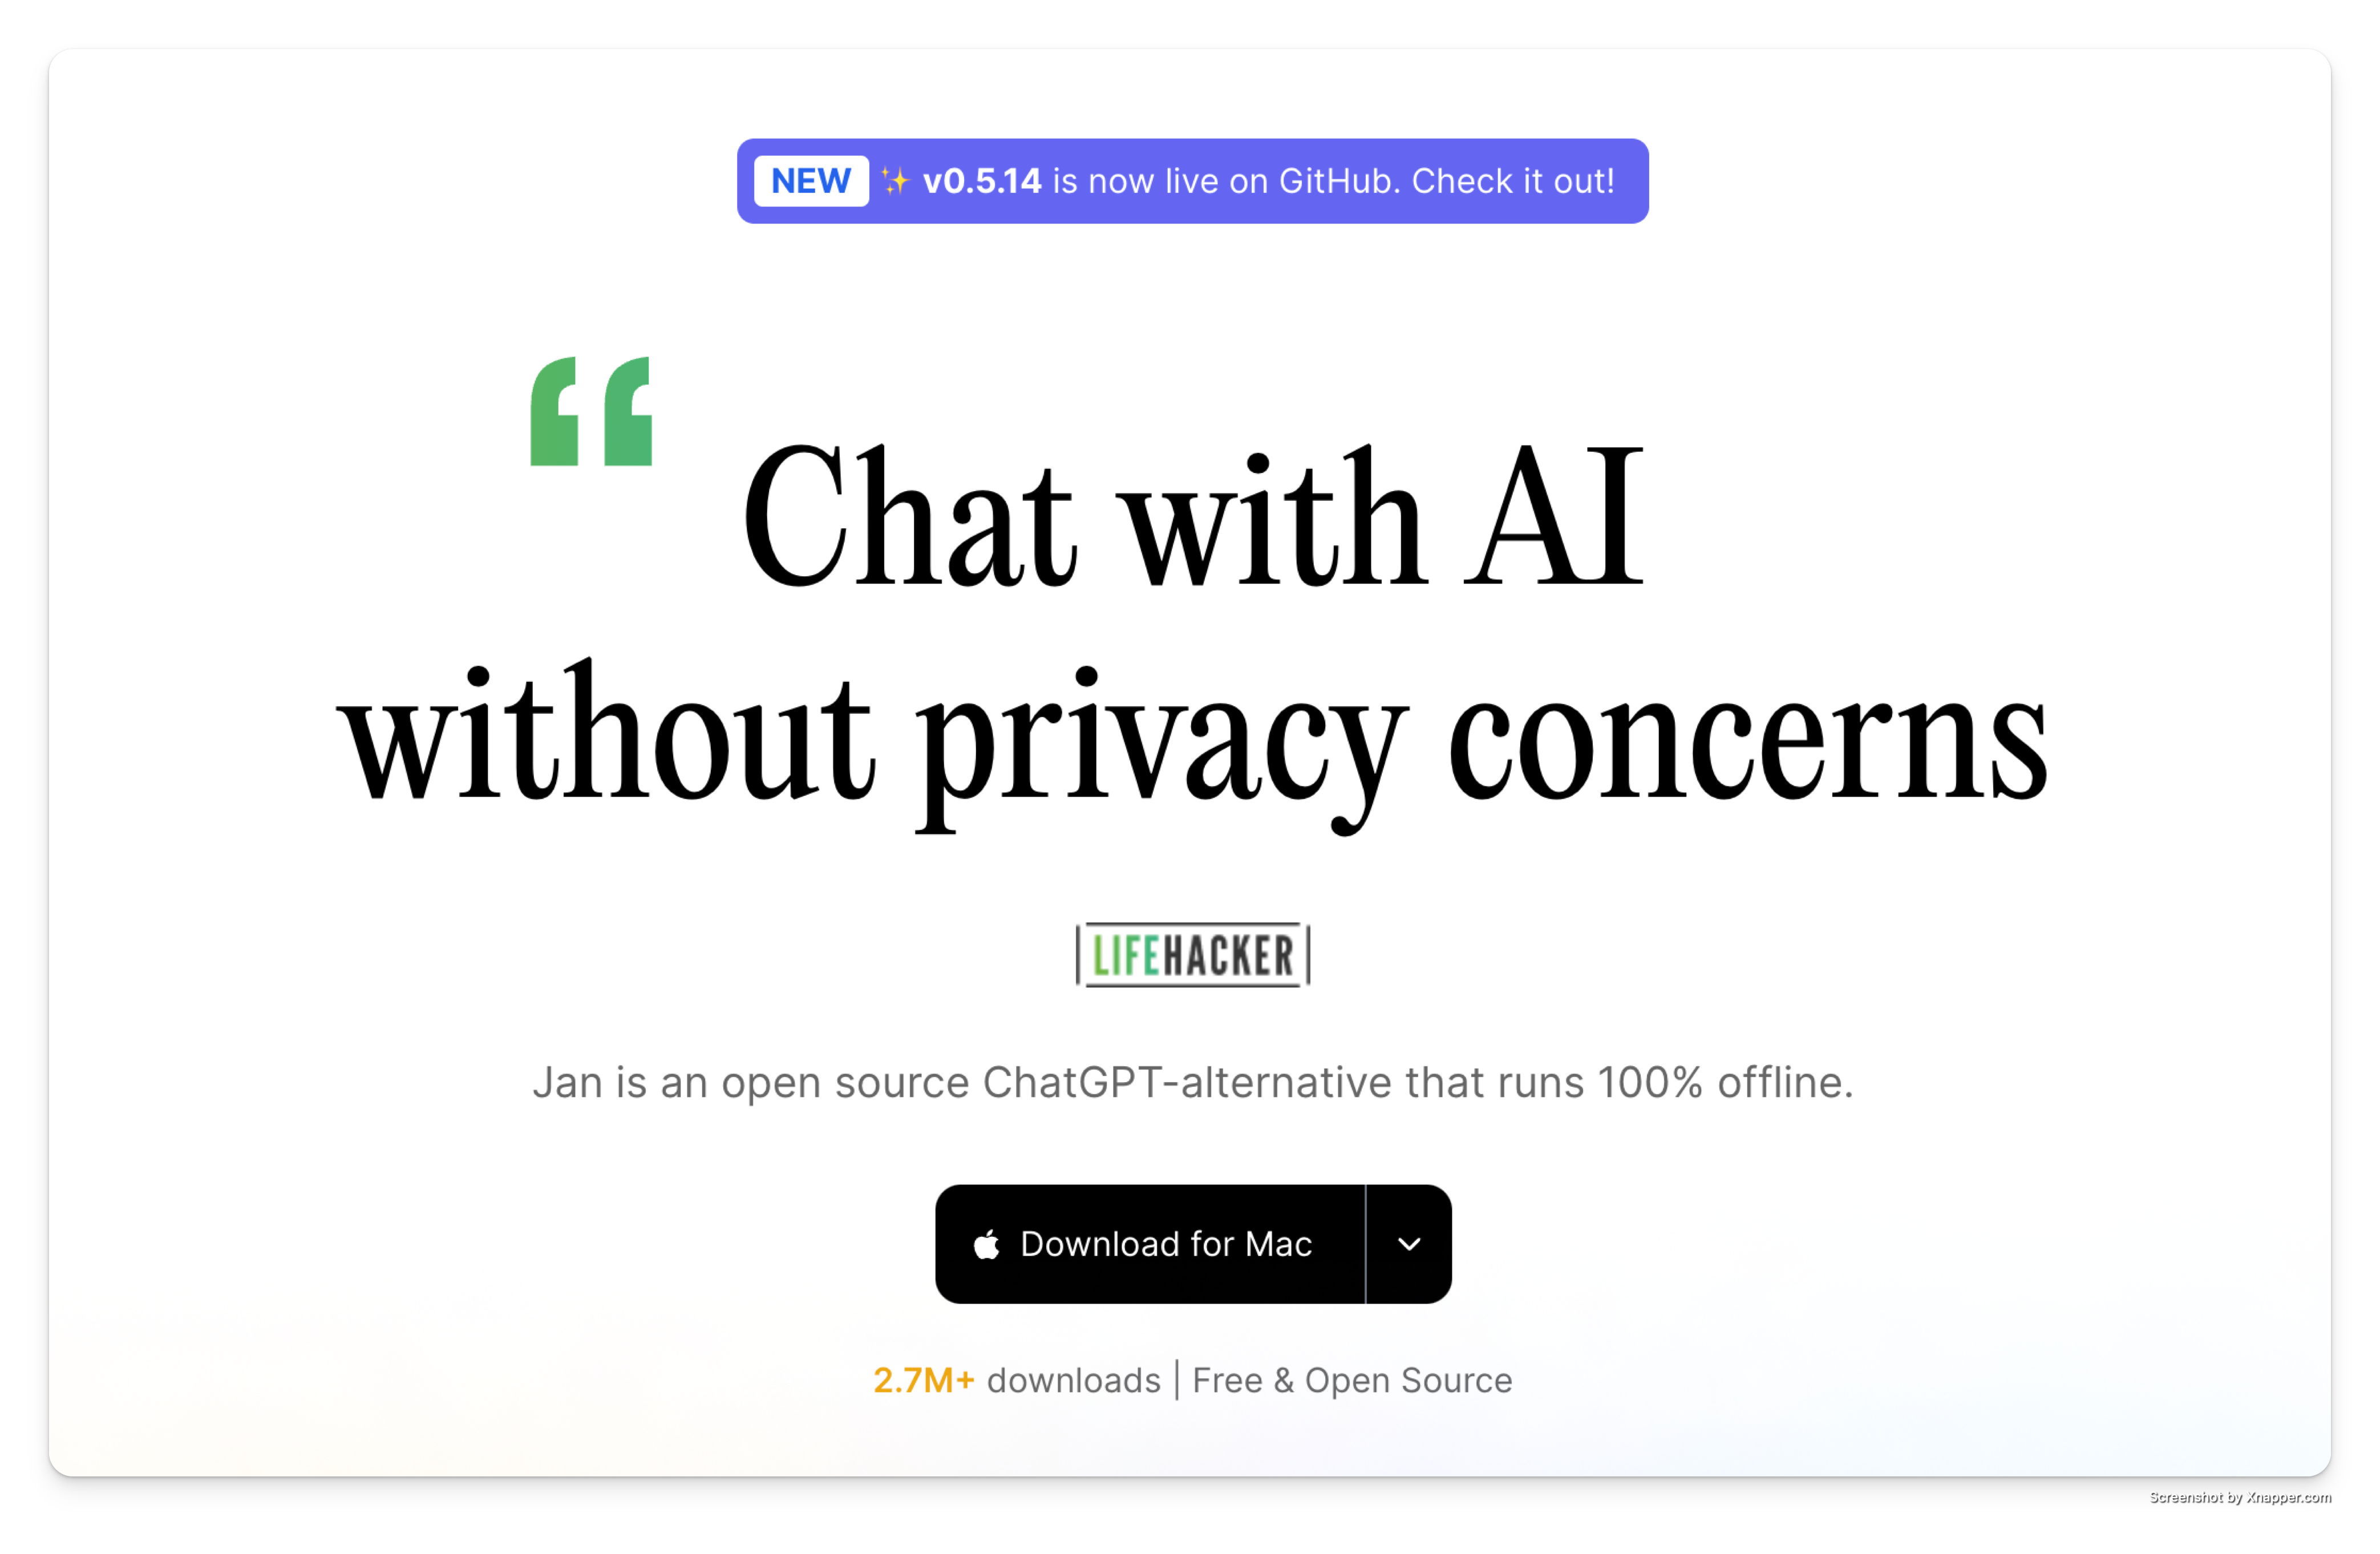 NEW ✨ v0.5.14 is now live on GitHub. Check it out!
“ Chat with AI
without privacy concerns
LIFEHACKER
Jan is an open source ChatGPT-alternative that runs 100% offline.
Download for Mac
2.7M+ downloads | Free & Open Source
Screenshot by Xnapper.com